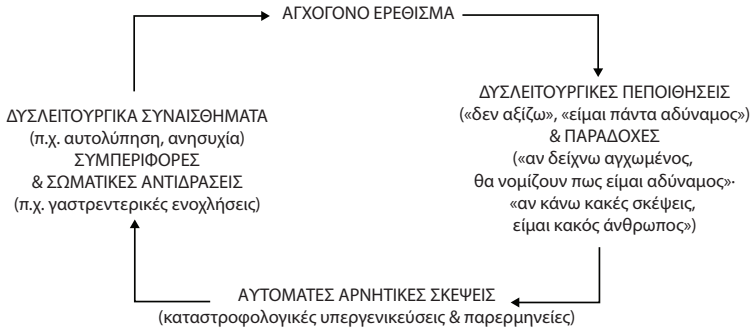 ΑΓΧΟΓΟΝΟ ΕΡΕΘΙΣΜΑ
ΔΥΣΛΕΙΤΟΥΡΓΙΚΕΣ ΠΕΠΟΙΘΗΣΕΙΣ
(«δεν αξίζω», «είμαι πάντα αδύναμος»)
& ΠΑΡΑΔΟΧΕΣ
(«αν δείχνω αγχωμένος,
θα νομίζουν πως είμαι αδύναμος»·
«αν κάνω κακές σκέψεις,
είμαι κακός άνθρωπος»)
ΑΥΤΟΜΑΤΕΣ ΑΡΝΗΤΙΚΕΣ ΣΚΕΨΕΙΣ
(καταστροφολογικές υπεργενικεύσεις & παρερμηνείες)
ΔΥΣΛΕΙΤΟΥΡΓΙΚΑ ΣΥΝΑΙΣΘΗΜΑΤΑ
(π.χ. αυτολύπηση, ανησυχία)
ΣΥΜΠΕΡΙΦΟΡΕΣ
& ΣΩΜΑΤΙΚΕΣ ΑΝΤΙΔΡΑΣΕΙΣ
(π.χ. γαστρεντερικές ενοχλήσεις)